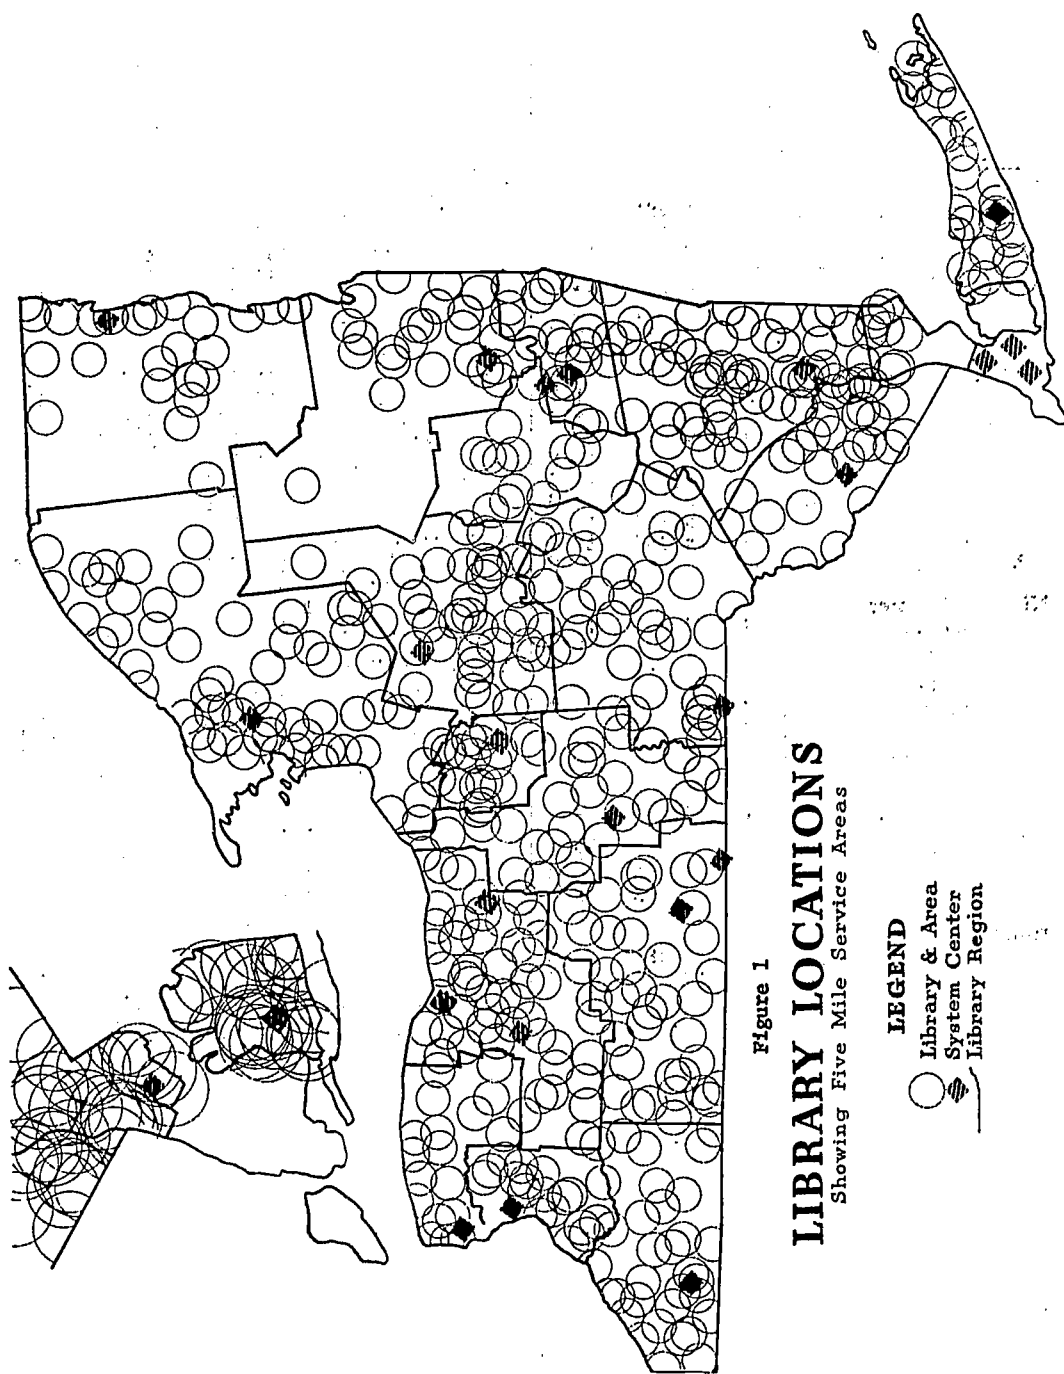 Figure 1
LIBRARY LOCATIONS
Showing Five Mile Service Areas
LEGEND
Library & Area
System Center
Library Region